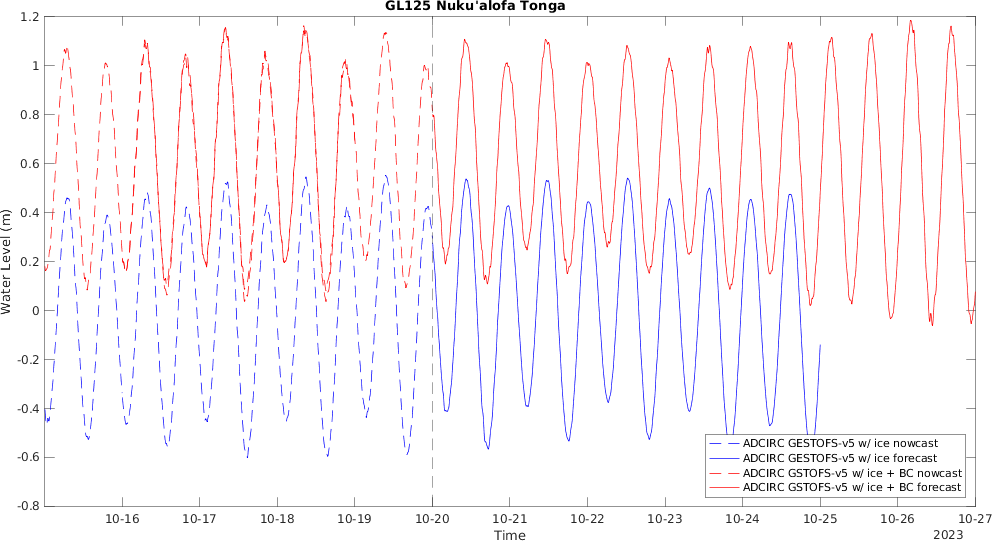 GL125 Nuku'alofa Tonga
Water Level (m)
1.2
1
0.8
0.6
0.4
0.2
0
-0.2
-0.4
-0.6
-0.8
ADCIRC GESTOFS-v5 w/ ice nowcast
ADCIRC GESTOFS-v5 w/ ice forecast
ADCIRC GSTOFS-v5 w/ ice + BC nowcast
ADCIRC GSTOFS-v5 w/ ice + BC forecast
10-16 10-17 10-18 10-19 10-20 10-21 10-22 10-23 10-24 10-25 10-26 10-27
Time
2023